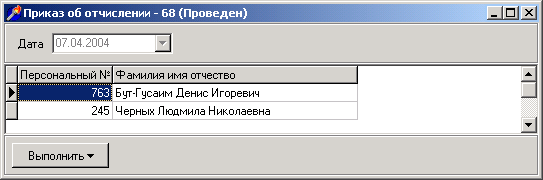 Приказ об отчислении - 68 (Проведен)
Дата 07.04.2004
Персональный № Фамилия имя отчество
763 Бут-Гусаим Денис Игоревич
245 Черных Людмила Николаевна
Выполнить